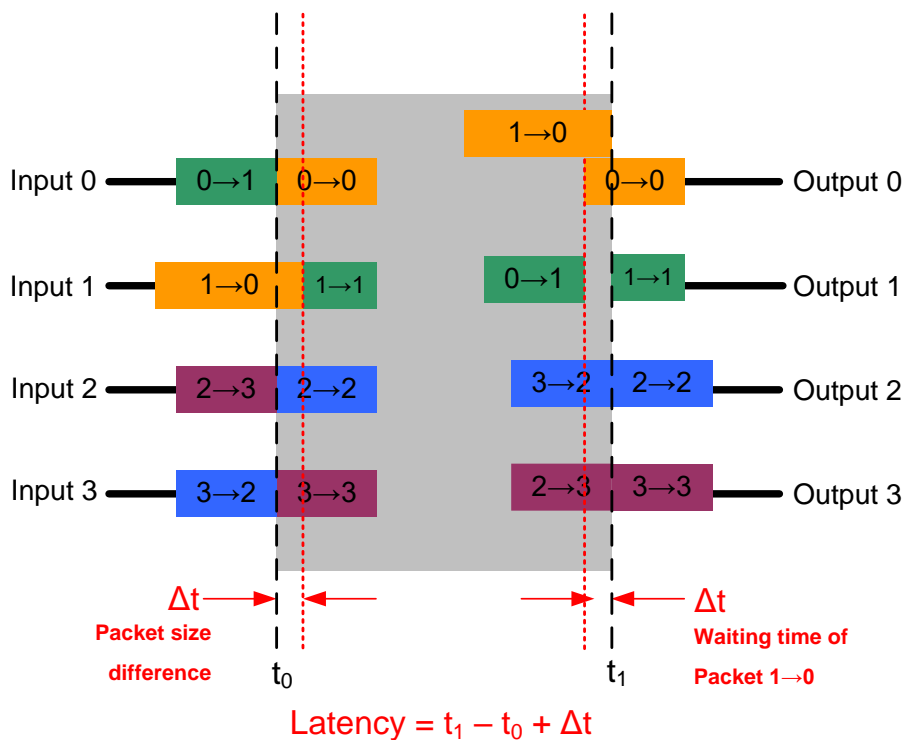 1→0
Input 0 0→1 0→0 0→0 Output 0
Input 1 1→0 1→1 0→1 1→1 Output 1
Input 2 2→3 2→2 3→2 2→2 Output 2
Input 3 3→2 3→3 2→3 3→3 Output 3
Δt Δt
Packet size Waiting time of
difference Packet 1→0
t₀ t₁
Latency = t₁ – t₀ + Δt